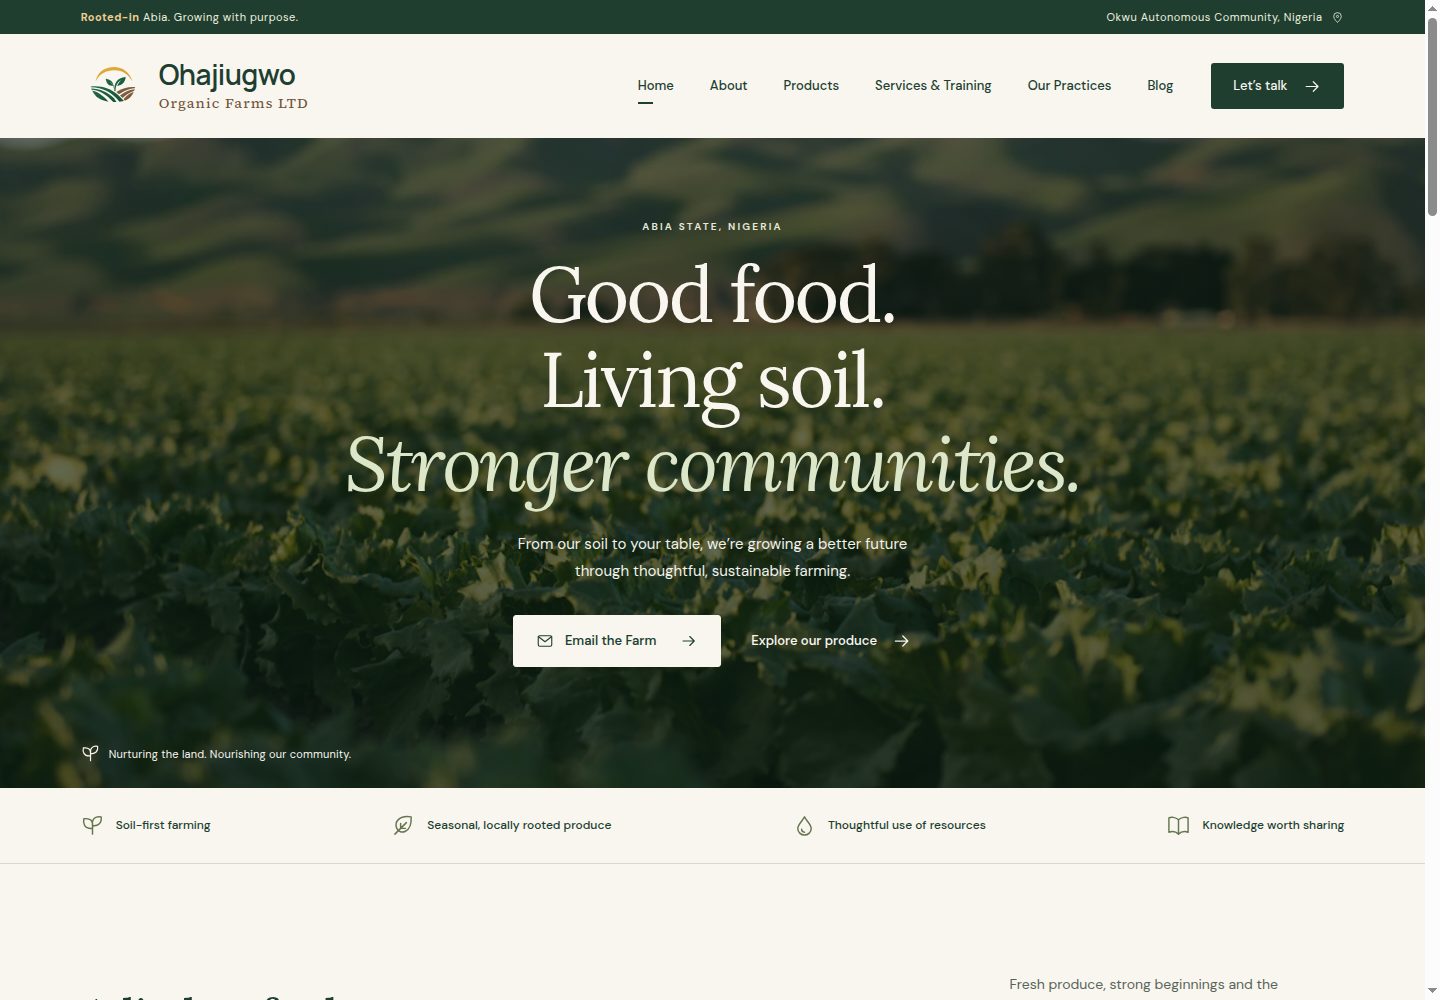 Rooted-in Abia. Growing with purpose.
Okwu Autonomous Community, Nigeria
Ohajiugwo
Organic Farms LTD
Home
About
Products
Services & Training
Our Practices
Blog
Let’s talk
ABIA STATE, NIGERIA
Good food.
Living soil.
Stronger communities.
From our soil to your table, we’re growing a better future
through thoughtful, sustainable farming.
Email the Farm
Explore our produce
Nurturing the land. Nourishing our community.
Soil-first farming
Seasonal, locally rooted produce
Thoughtful use of resources
Knowledge worth sharing
Fresh produce, strong beginnings and the